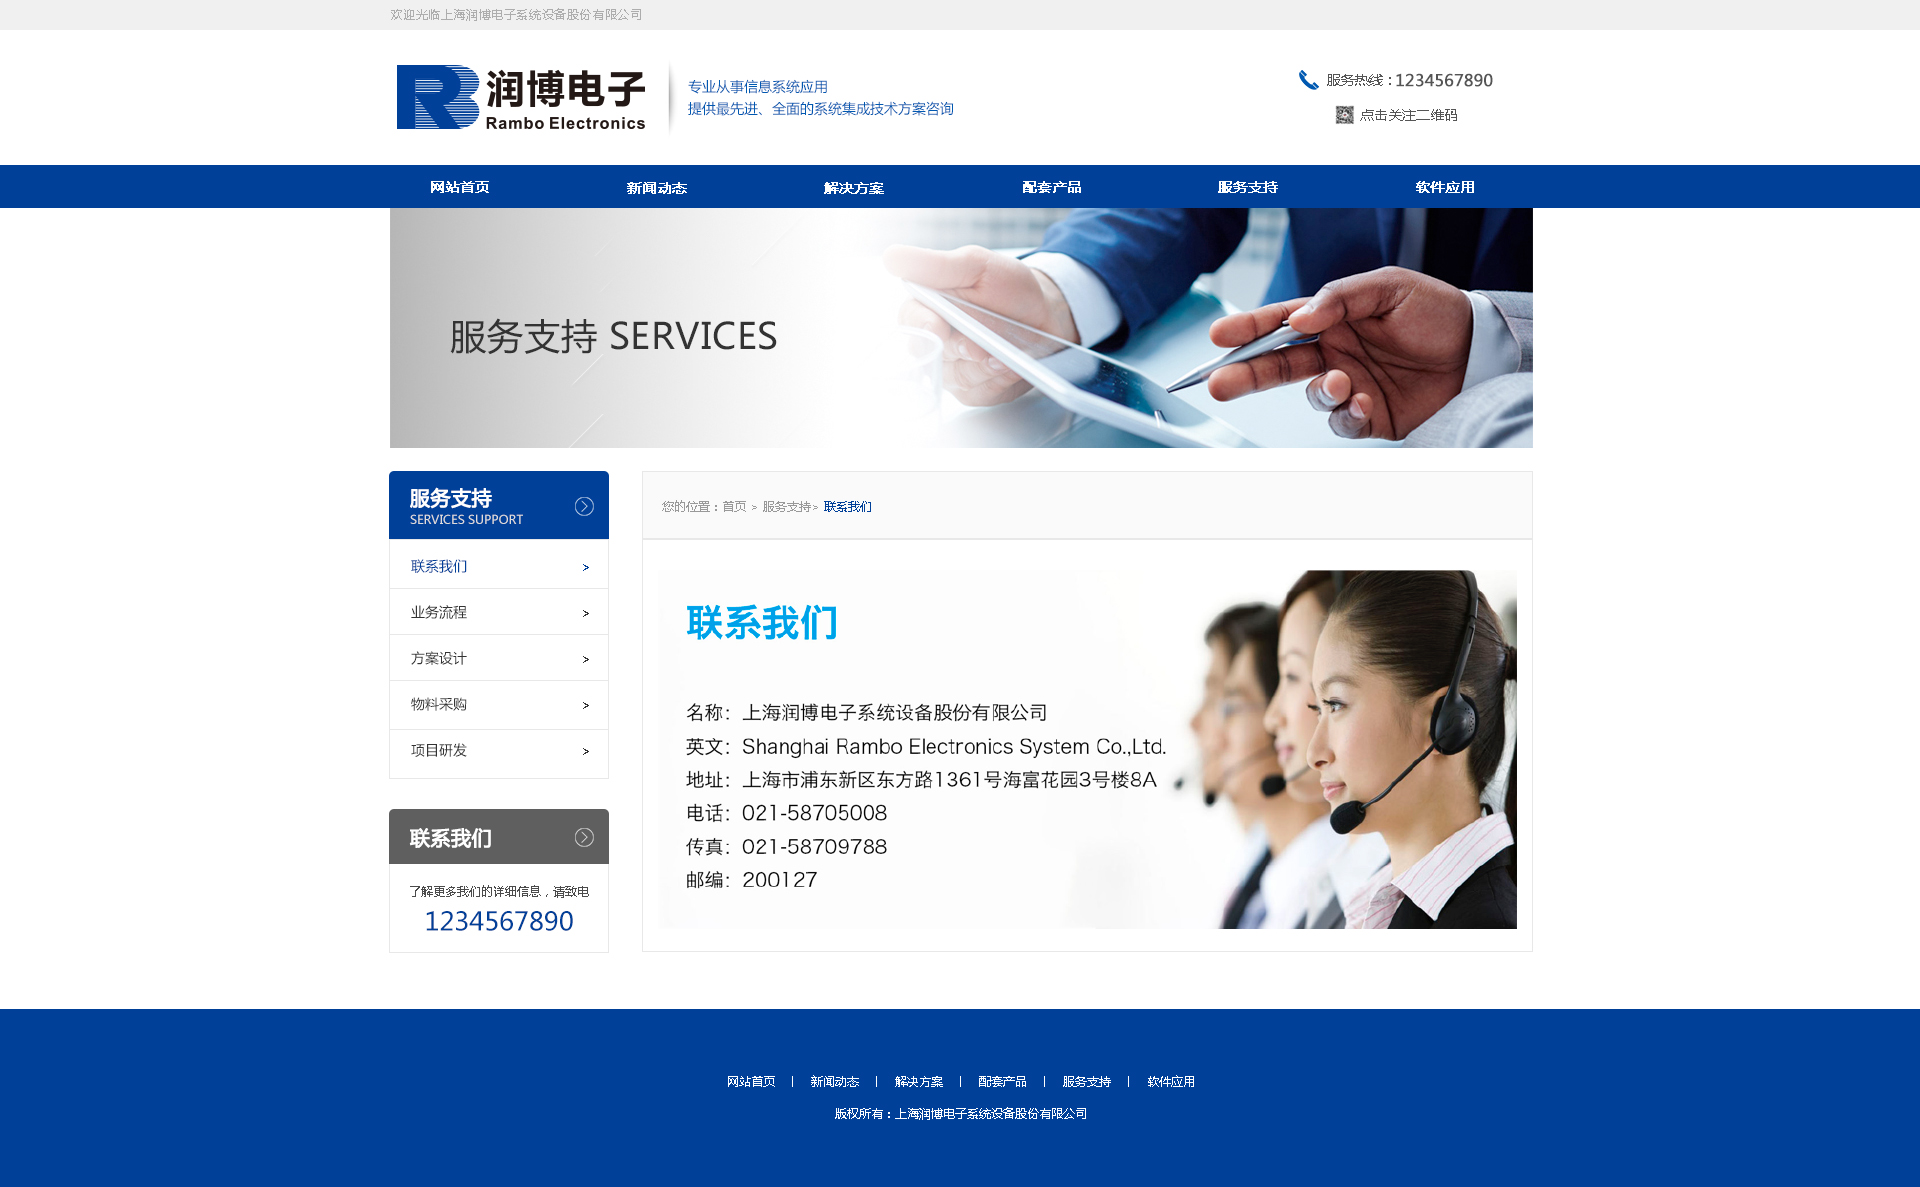 欢迎光临上海润博电子系统设备股份有限公司
润博电子
Rambo Electronics
专业从事信息系统应用
提供最先进、全面的系统集成技术方案咨询
服务热线：1234567890
点击关注二维码
网站首页 新闻动态 解决方案 配套产品 服务支持 软件应用
服务支持 SERVICES
服务支持
SERVICES SUPPORT
联系我们 >
业务流程 >
方案设计 >
物料采购 >
项目研发 >
联系我们
了解更多我们的详细信息，请致电
1234567890
您的位置：首页 > 服务支持> 联系我们
联系我们
名称：上海润博电子系统设备股份有限公司
英文：Shanghai Rambo Electronics System Co.,Ltd.
地址：上海市浦东新区东方路1361号海富花园3号楼8A
电话：021-58705008
传真：021-58709788
邮编：200127
网站首页 | 新闻动态 | 解决方案 | 配套产品 | 服务支持 | 软件应用
版权所有：上海润博电子系统设备股份有限公司